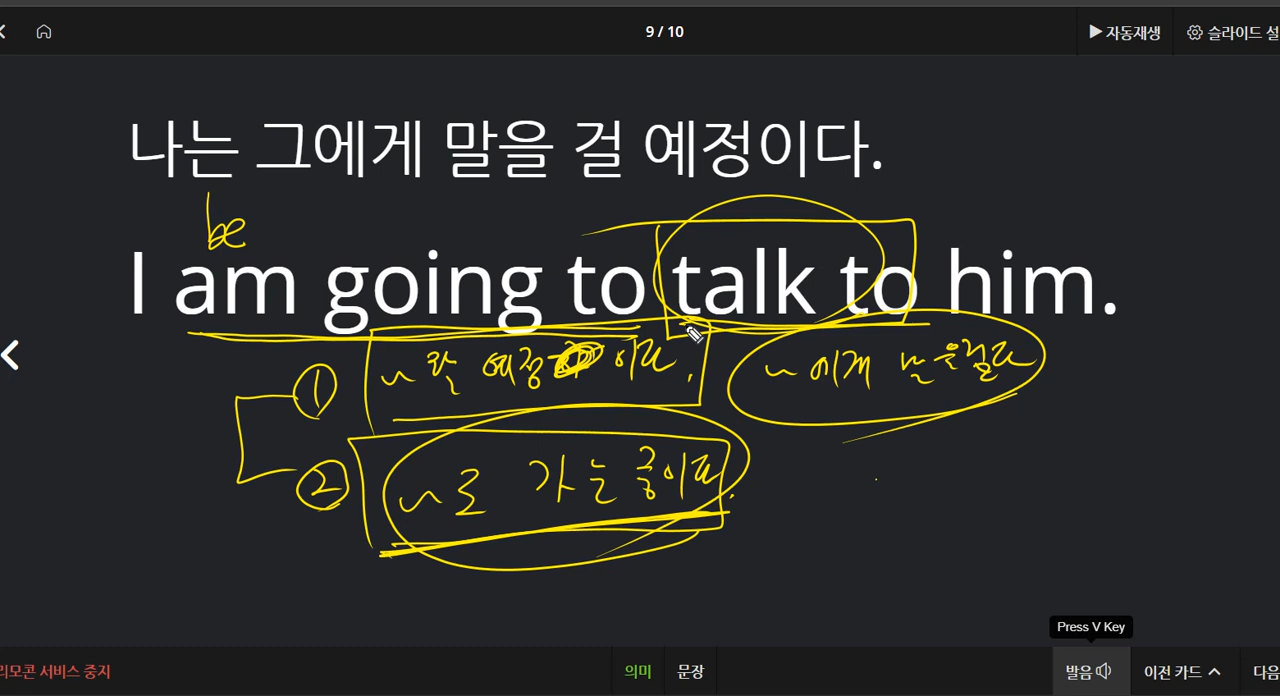 9 / 10
▶ 자동재생
슬라이드 설
나는 그에게 말을 걸 예정이다.
be
I am going to talk to him.
① ~할 예정 이다.
~에게 말을걸다
② ~로 가는 중이다.
Press V Key
리모콘 서비스 중지
의미
문장
발음
이전 카드
다음